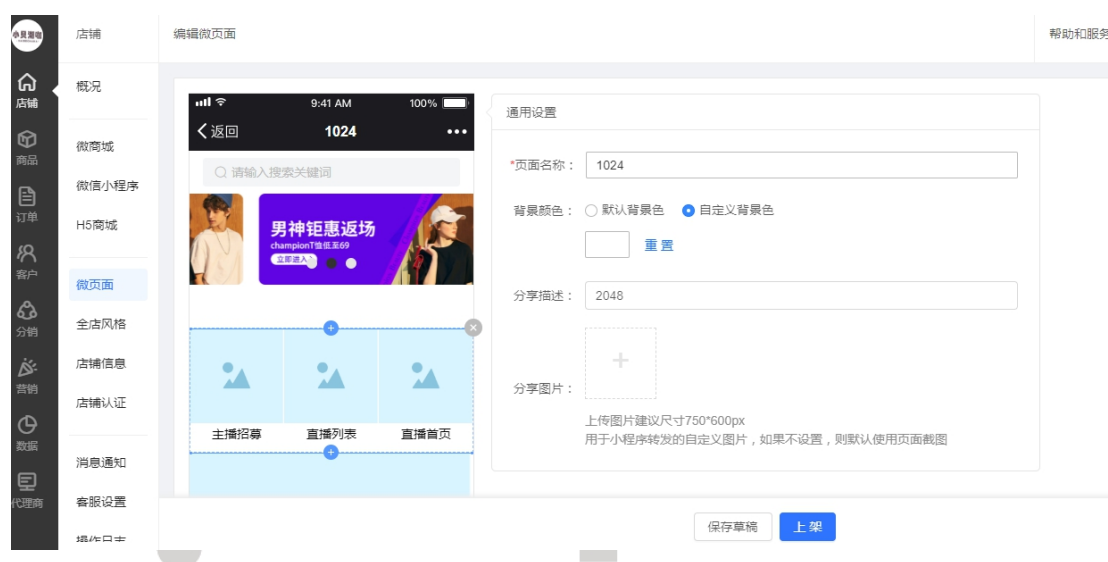 店铺
编辑微页面
帮助和服务
店铺
商品
订单
客户
分销
营销
数据
代理商
概况
微商城
微信小程序
H5商城
微页面
全店风格
店铺信息
店铺认证
消息通知
客服设置
操作日志
9:41 AM
100%
返回
1024
请输入搜索关键词
男神钜惠返场
championT恤低至69
立即进入
主播招募
直播列表
直播首页
通用设置
*页面名称：
1024
背景颜色：
默认背景色
自定义背景色
重置
分享描述：
2048
分享图片：
上传图片建议尺寸750*600px
用于小程序转发的自定义图片，如果不设置，则默认使用页面截图
保存草稿
上架